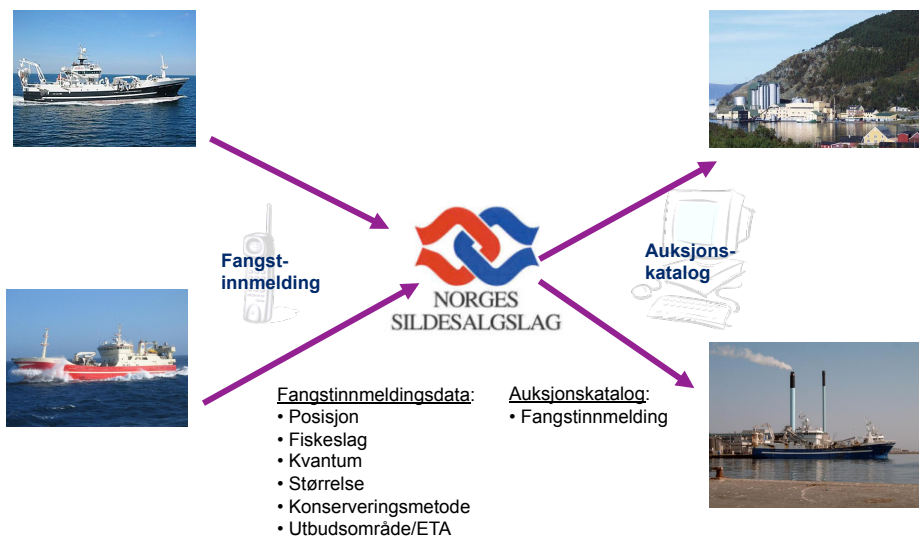 Fangst-
innmelding
Auksjons-
katalog
NORGES
SILDESALGSLAG
Fangstinnmeldingsdata:
• Posisjon
• Fiskeslag
• Kvantum
• Størrelse
• Konserveringsmetode
• Utbudsområde/ETA
Auksjonskatalog:
• Fangstinnmelding